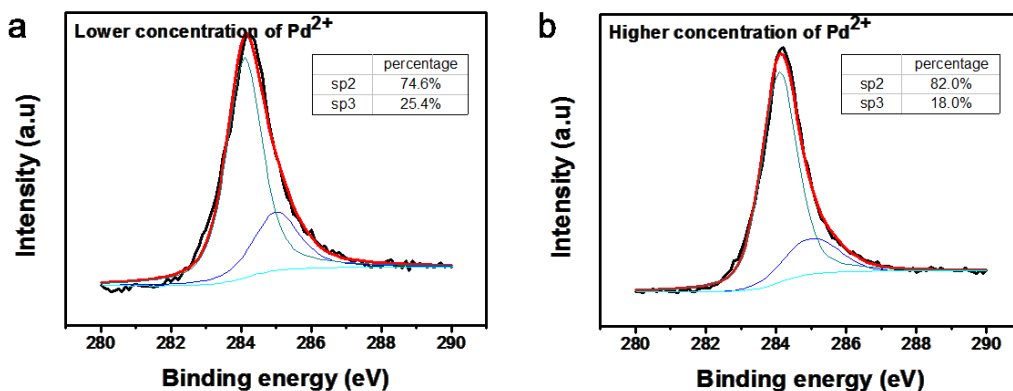 a
Lower concentration of Pd2+
percentage
sp2 74.6%
sp3 25.4%
Intensity (a.u)
280 282 284 286 288 290
Binding energy (eV)
b
Higher concentration of Pd2+
percentage
sp2 82.0%
sp3 18.0%
Intensity (a.u)
280 282 284 286 288 290
Binding energy (eV)